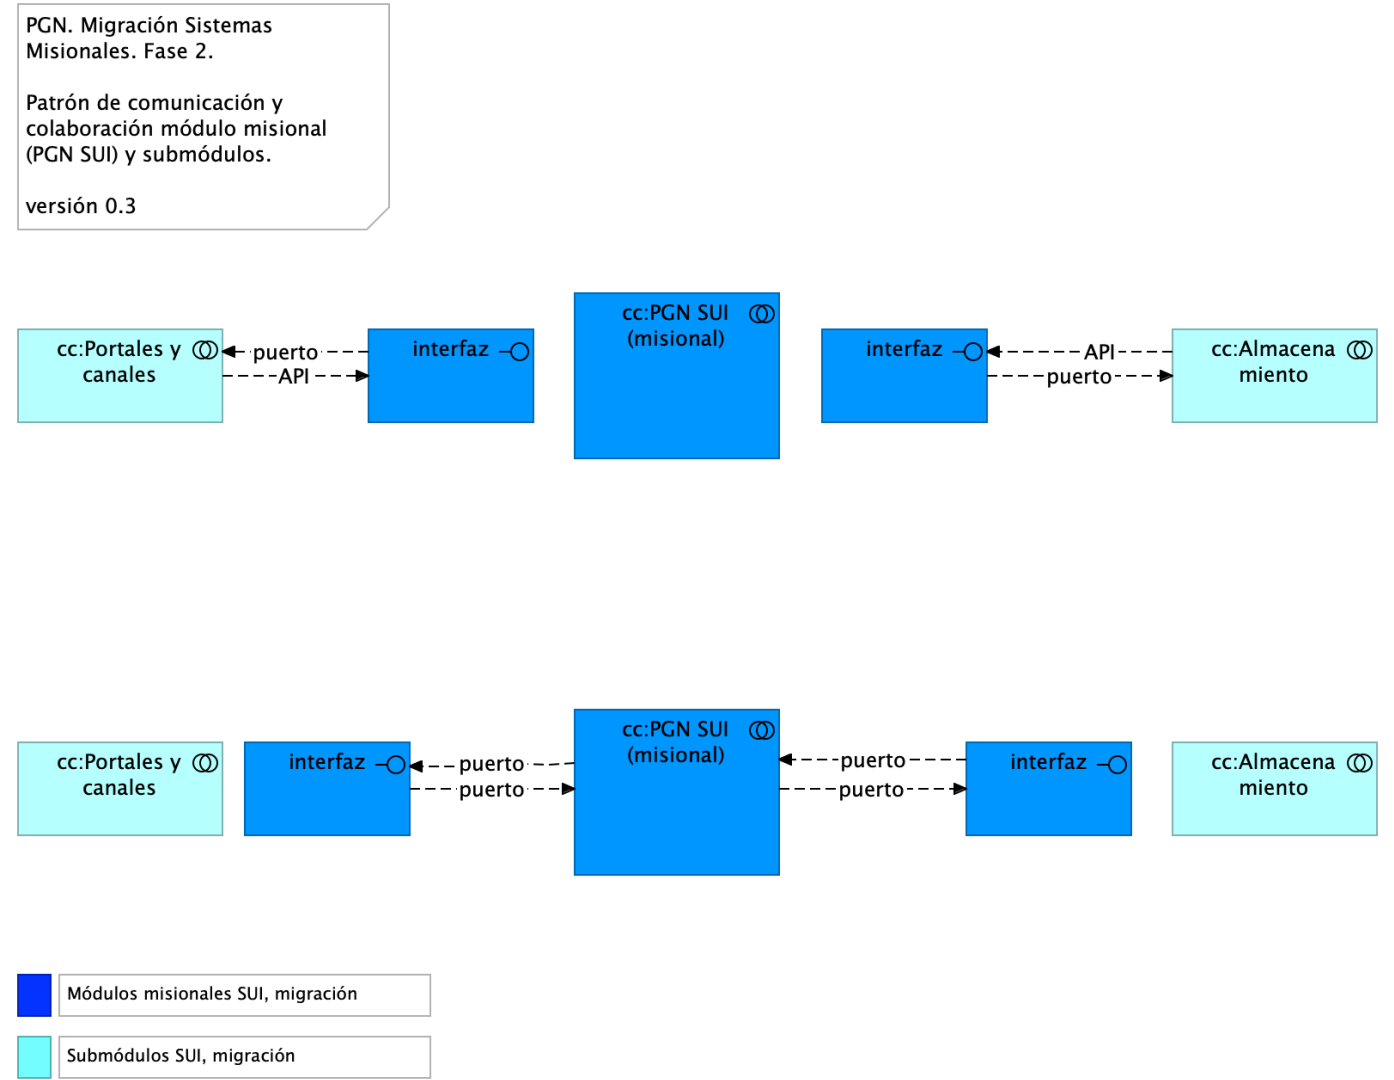 PGN. Migración Sistemas
Misionales. Fase 2.
Patrón de comunicación y
colaboración módulo misional
(PGN SUI) y submódulos.
versión 0.3
cc:Portales y
canales
puerto
API
interfaz
cc:PGN SUI
(misional)
interfaz
API
puerto
cc:Almacena
miento
cc:Portales y
canales
interfaz
puerto
puerto
cc:PGN SUI
(misional)
puerto
puerto
interfaz
cc:Almacena
miento
Módulos misionales SUI, migración
Submódulos SUI, migración